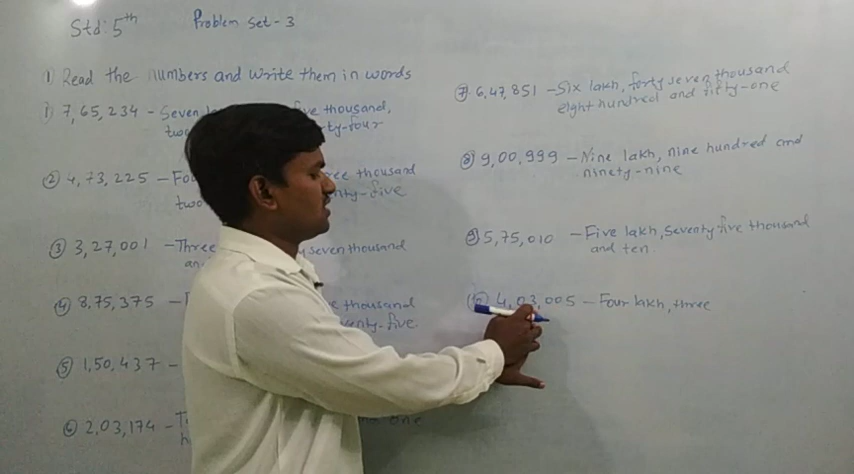 Std: 5th Problem Set - 3
1) Read the numbers and write them in words
1) 7,65,234 - Seven five thousand,
two ty-four
2) 4,73,225 - ree thousand
two nty-five
3) 3,27,001 - Three seven thousand
an
4) 8,75,375 - thousand
enty-five.
5) 1,50,437 -
6) 2,03,174 - one
7) 6,47,851 - Six lakh, forty seven thousand
eight hundred and fifty-one
8) 9,00,999 - Nine lakh, nine hundred and
ninety-nine
9) 5,75,010 - Five lakh, seventy five thousand
and ten
4,03,005 - Four lakh, three